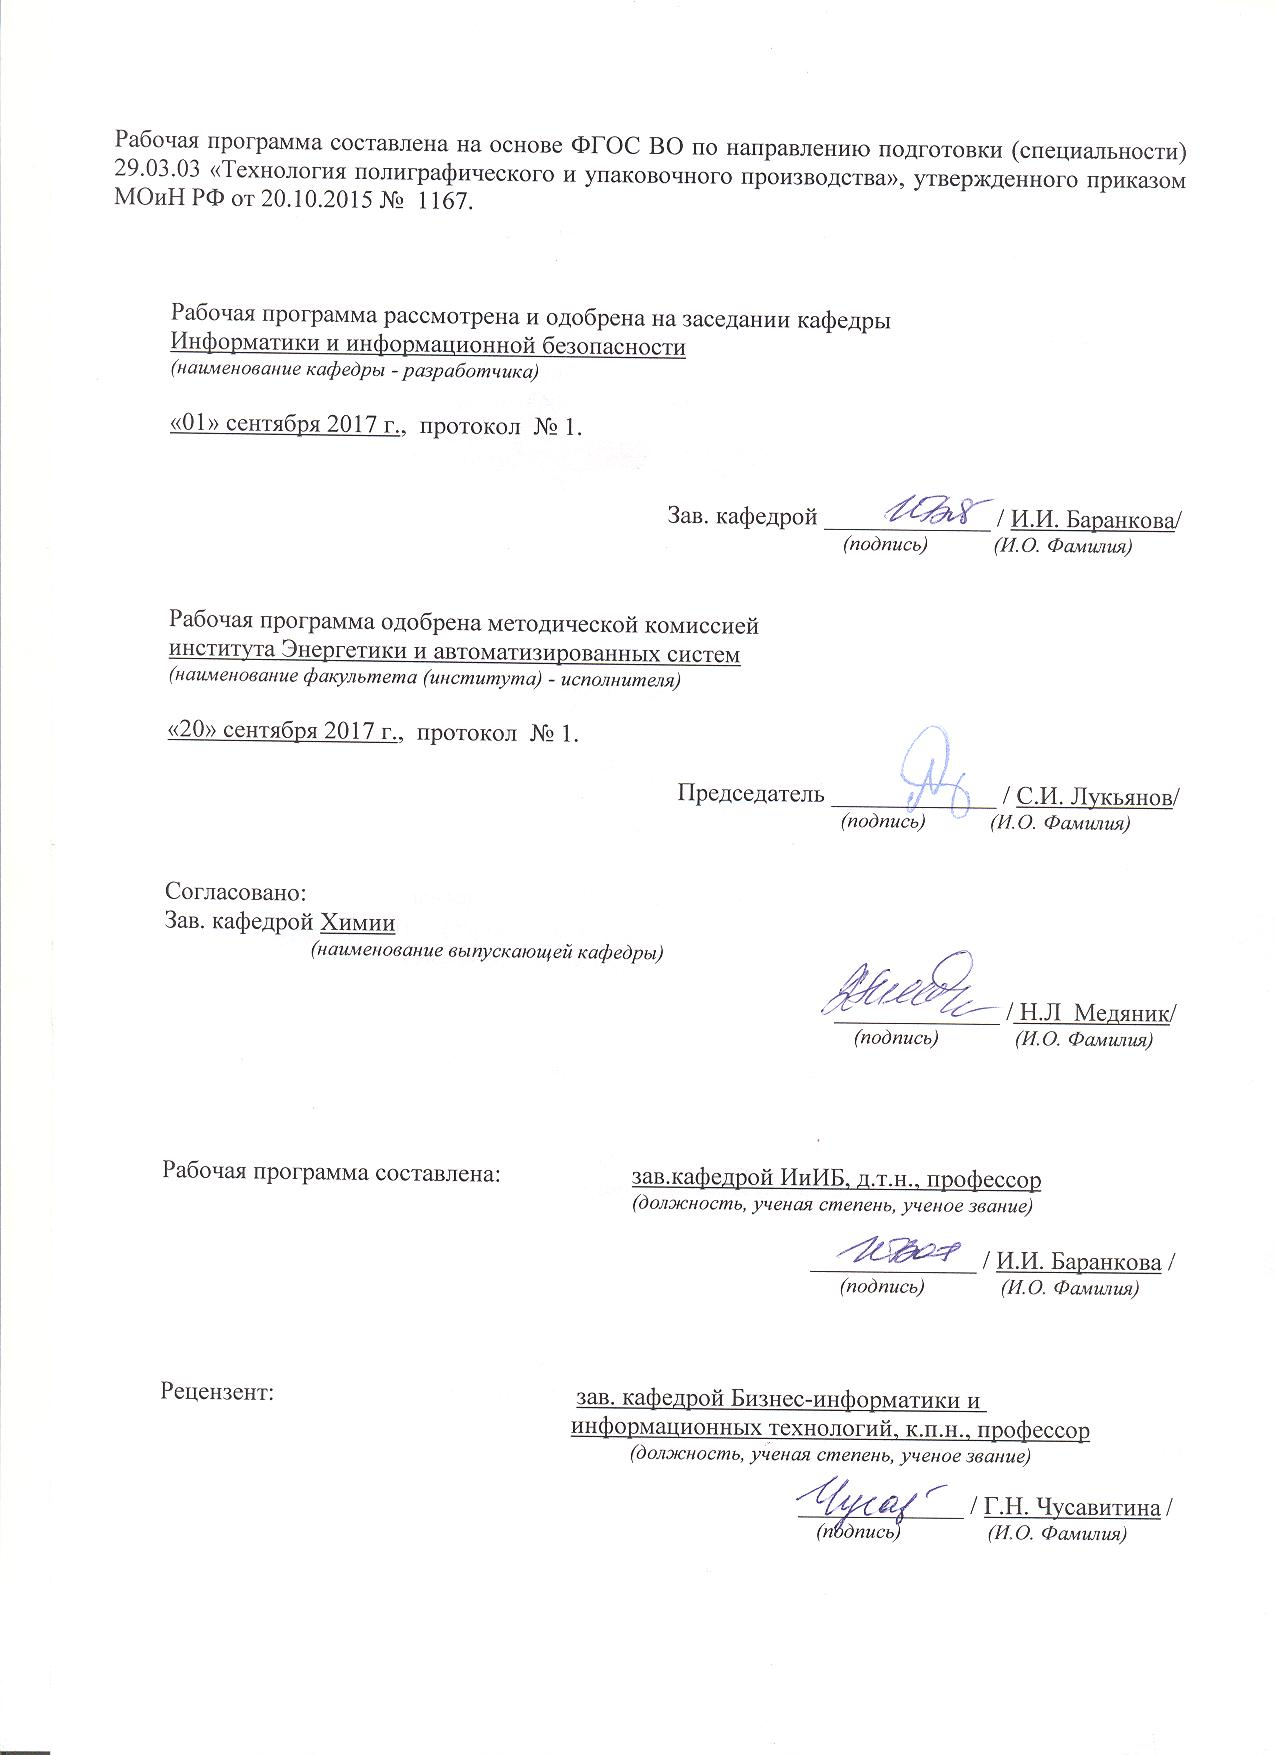 Рабочая программа составлена на основе ФГОС ВО по направлению подготовки (специальности)
29.03.03 «Технология полиграфического и упаковочного производства», утвержденного приказом
МОиН РФ от 20.10.2015 № 1167.
Рабочая программа рассмотрена и одобрена на заседании кафедры
Информатики и информационной безопасности
(наименование кафедры - разработчика)
«01» сентября 2017 г., протокол № 1.
Зав. кафедрой / И.И. Баранкова/
(подпись) (И.О. Фамилия)
Рабочая программа одобрена методической комиссией
института Энергетики и автоматизированных систем
(наименование факультета (института) - исполнителя)
«20» сентября 2017 г., протокол № 1.
Председатель / С.И. Лукьянов/
(подпись) (И.О. Фамилия)
Согласовано:
Зав. кафедрой Химии
(наименование выпускающей кафедры)
/ Н.Л Медяник/
(подпись) (И.О. Фамилия)
Рабочая программа составлена: зав.кафедрой ИиИБ, д.т.н., профессор
(должность, ученая степень, ученое звание)
/ И.И. Баранкова /
(подпись) (И.О. Фамилия)
Рецензент: зав. кафедрой Бизнес-информатики и
информационных технологий, к.п.н., профессор
(должность, ученая степень, ученое звание)
/ Г.Н. Чусавитина /
(подпись) (И.О. Фамилия)